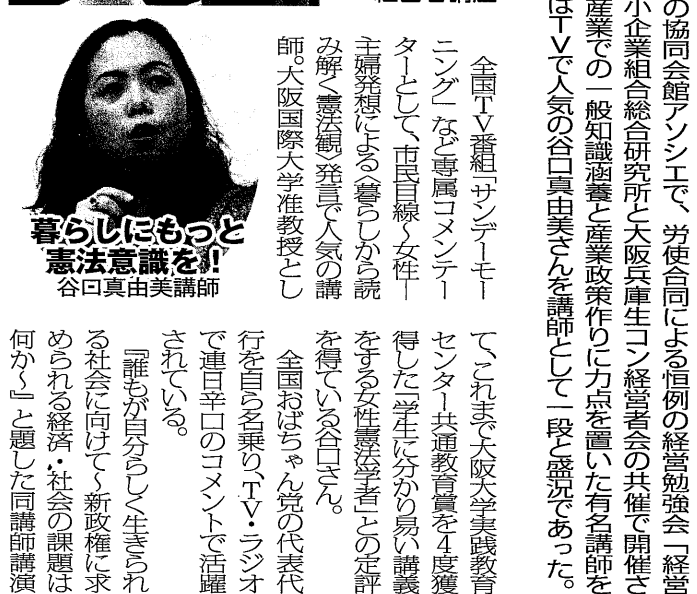 の協同会館アソシエで、労使合同による恒例の経営勉強会「「経営
小企業組合総合研究所と大阪兵庫生コン経営者会の共催で開催さ
産業での一般知識涵養と産業政策作りに力点を置いた有名講師を
はTVで人気の谷口真由美さんを講師として一段と盛況であった。
全国TV番組「サンデーモー
ニング」など専属コメンテー
ターとして、市民目線～女性―
主婦発想による〈暮らしから読
み解く憲法観〉発言で人気の講
師。大阪国際大学准教授とし
暮らしにもっと
憲法意識を！
谷口真由美講師
て、これまで大阪大学実践教育
センター共通教育賞を4度獲
得した「学生に分かり易い講義
をする女性憲法学者」との定評
を得ている谷口さん。
全国おばちゃん党の代表代
行を自ら名乗り、TV・ラジオ
で連日辛口のコメントで活躍
されている。
『誰もが自分らしく生きられ
る社会に向けて～新政権に求
められる経済・社会の課題は
何か～』と題した同講師講演